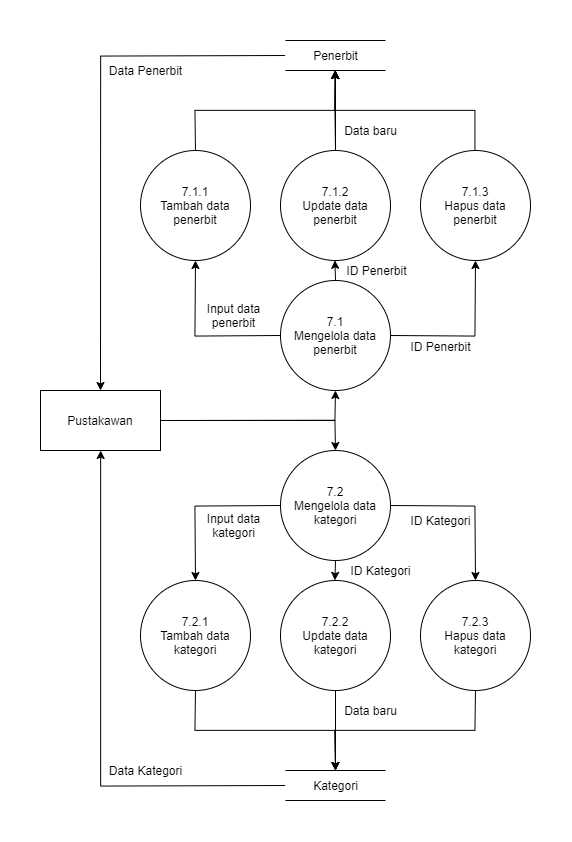 Penerbit
Data Penerbit
Data baru
7.1.1
Tambah data
penerbit
7.1.2
Update data
penerbit
7.1.3
Hapus data
penerbit
ID Penerbit
Input data
penerbit
7.1
Mengelola data
penerbit
ID Penerbit
Pustakawan
7.2
Mengelola data
kategori
Input data
kategori
ID Kategori
ID Kategori
7.2.1
Tambah data
kategori
7.2.2
Update data
kategori
7.2.3
Hapus data
kategori
Data baru
Data Kategori
Kategori